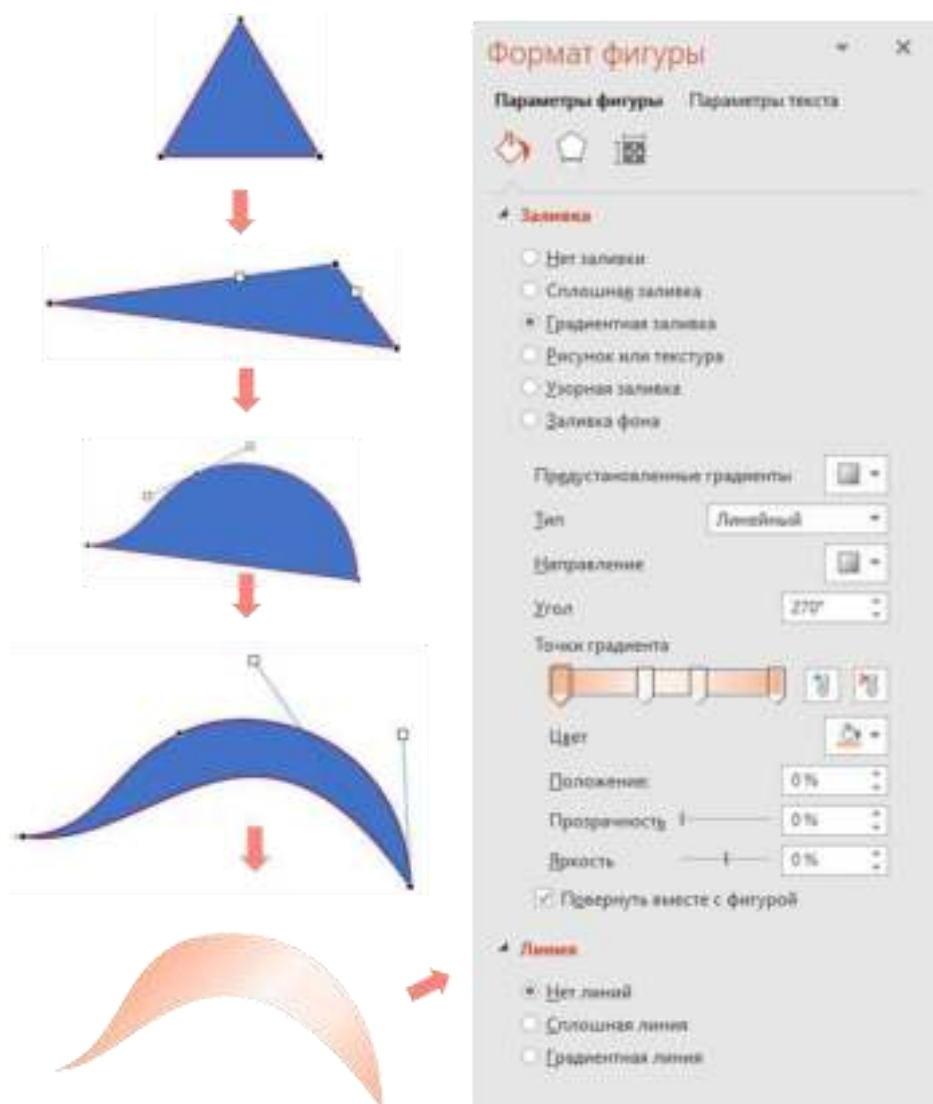 Формат фигуры
Параметры фигуры Параметры текста
Заливка
Нет заливки
Сплошная заливка
Градиентная заливка
Рисунок или текстура
Узорная заливка
Заливка фона
Предустановленные градиенты
Тип Линейный
Направление
Угол 270°
Точки градиента
Цвет
Положение: 0 %
Прозрачность 0 %
Яркость 0 %
Повернуть вместе с фигурой
Линия
Нет линий
Сплошная линия
Градиентная линия